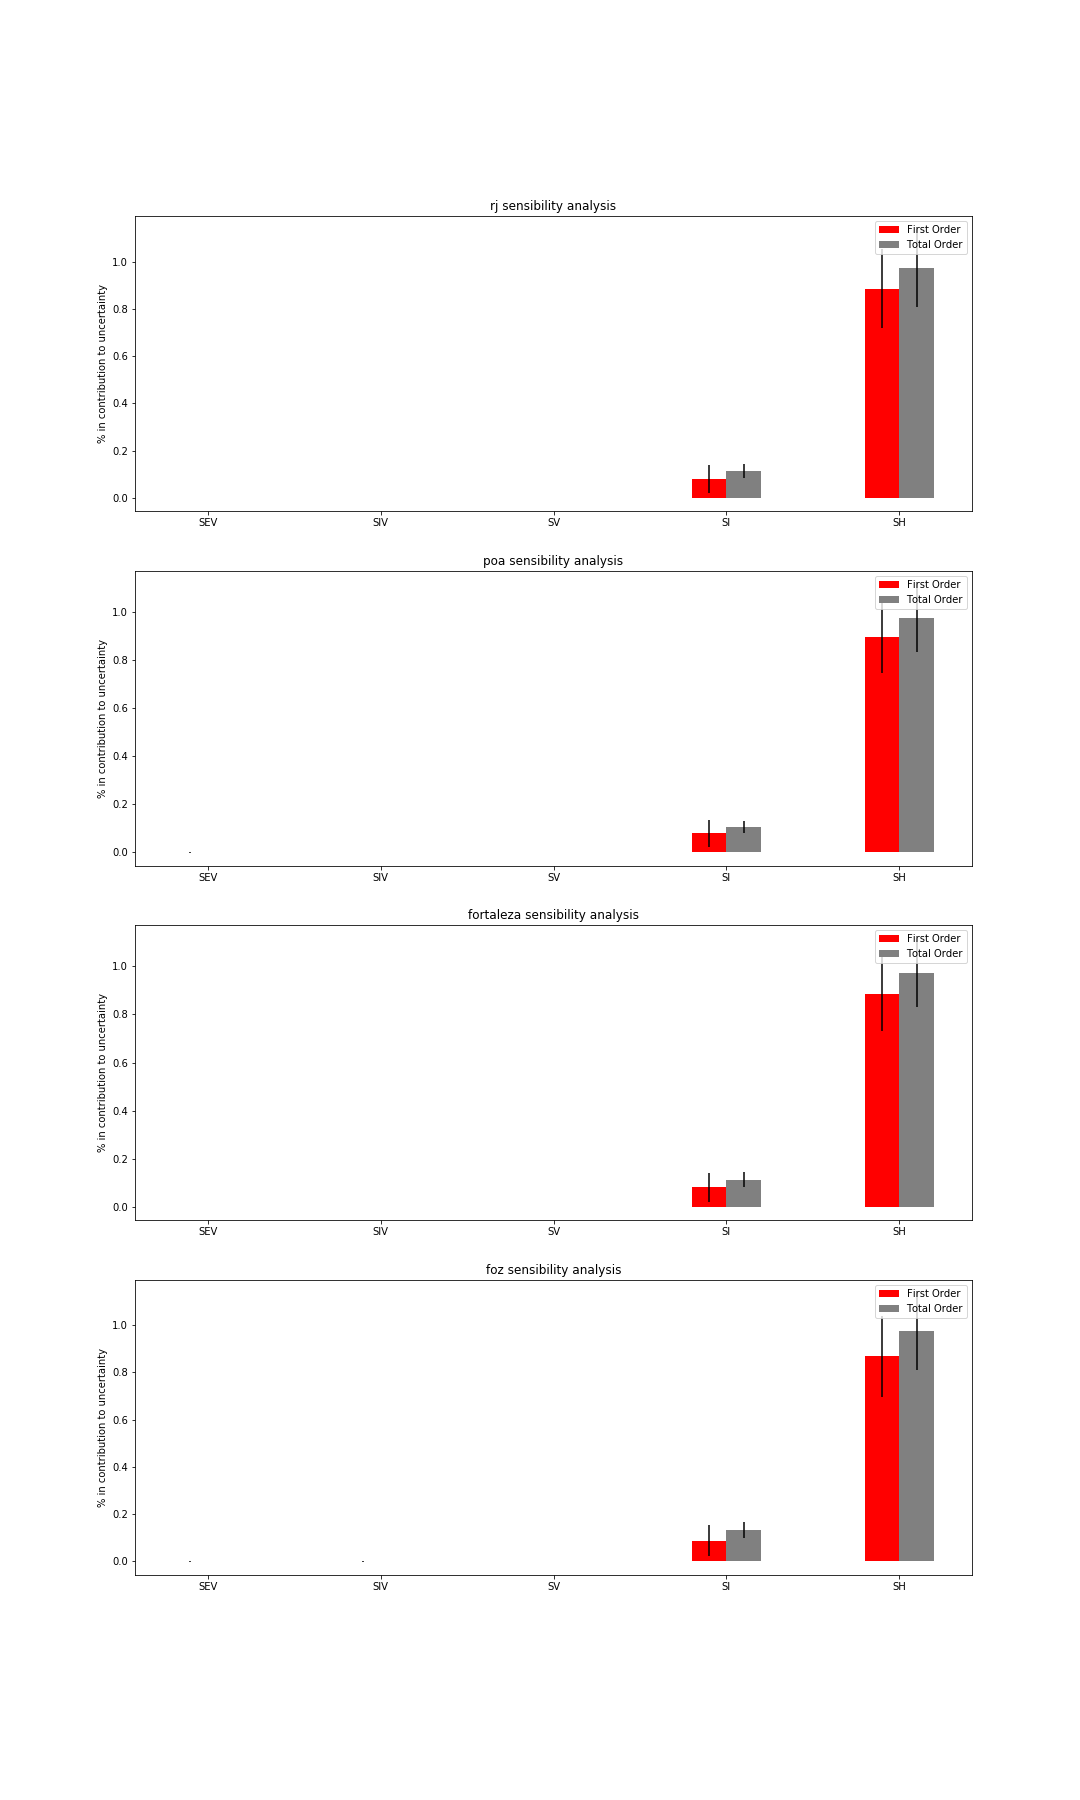 rj sensibility analysis
First Order
Total Order
% in contribution to uncertainty
1.0
0.8
0.6
0.4
0.2
0.0
SEV SIV SV SI SH
poa sensibility analysis
First Order
Total Order
% in contribution to uncertainty
1.0
0.8
0.6
0.4
0.2
0.0
SEV SIV SV SI SH
fortaleza sensibility analysis
First Order
Total Order
% in contribution to uncertainty
1.0
0.8
0.6
0.4
0.2
0.0
SEV SIV SV SI SH
foz sensibility analysis
First Order
Total Order
% in contribution to uncertainty
1.0
0.8
0.6
0.4
0.2
0.0
SEV SIV SV SI SH